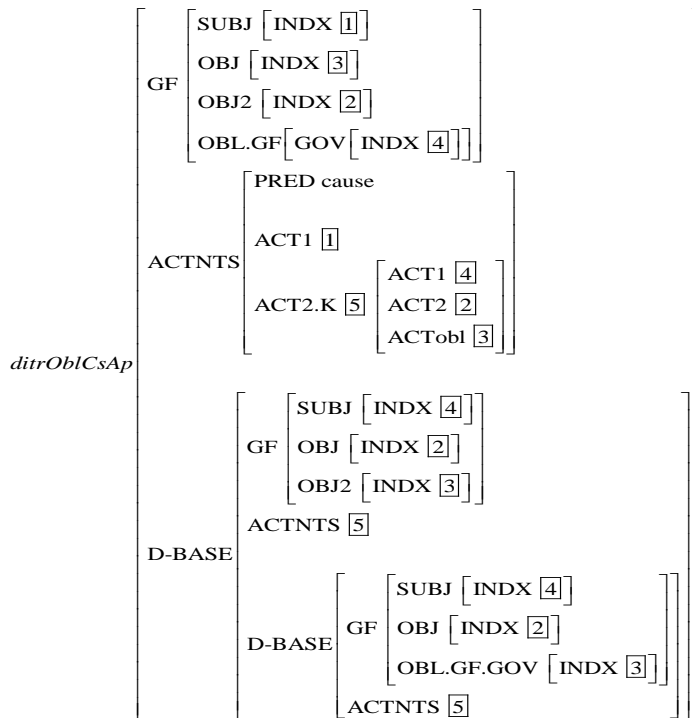 SUBJ [INDX 1]
OBJ [INDX 3]
GF
OBJ2 [INDX 2]
OBL.GF[GOV[INDX 4]]
PRED cause
ACT1 1
ACTNTS
ACT1 4
ACT2.K 5 ACT2 2
ACTobl 3
ditrOblCsAp
SUBJ [INDX 4]
GF OBJ [INDX 2]
OBJ2 [INDX 3]
ACTNTS 5
D-BASE
SUBJ [INDX 4]
D-BASE GF OBJ [INDX 2]
OBL.GF.GOV [INDX 3]
ACTNTS 5